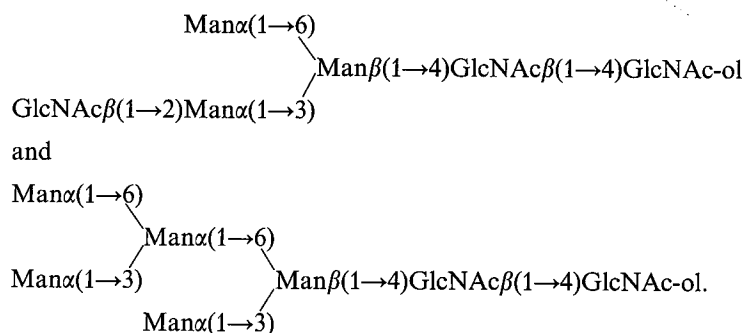 Manα(1→6)
Manβ(1→4)GlcNAcβ(1→4)GlcNAc-ol
GlcNAcβ(1→2)Manα(1→3)
and
Manα(1→6)
Manα(1→6)
Manα(1→3)
Manβ(1→4)GlcNAcβ(1→4)GlcNAc-ol.
Manα(1→3)